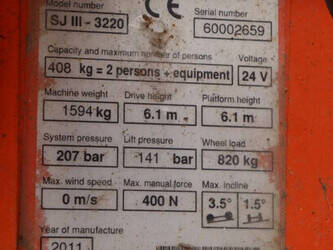 Model number Serial number
SJ III - 3220 CE 60002659
Capacity and maximum number of persons Voltage
408 kg = 2 persons + equipment 24 V
Machine weight Drive height Platform height
1594 kg 6.1 m 6.1 m
System pressure Lift pressure Wheel load
207 bar 141 bar 820 kg
Max. wind speed Max. manual force Max. incline
0 m/s 400 N 3.5° 1.5°
Year of manufacture
2011